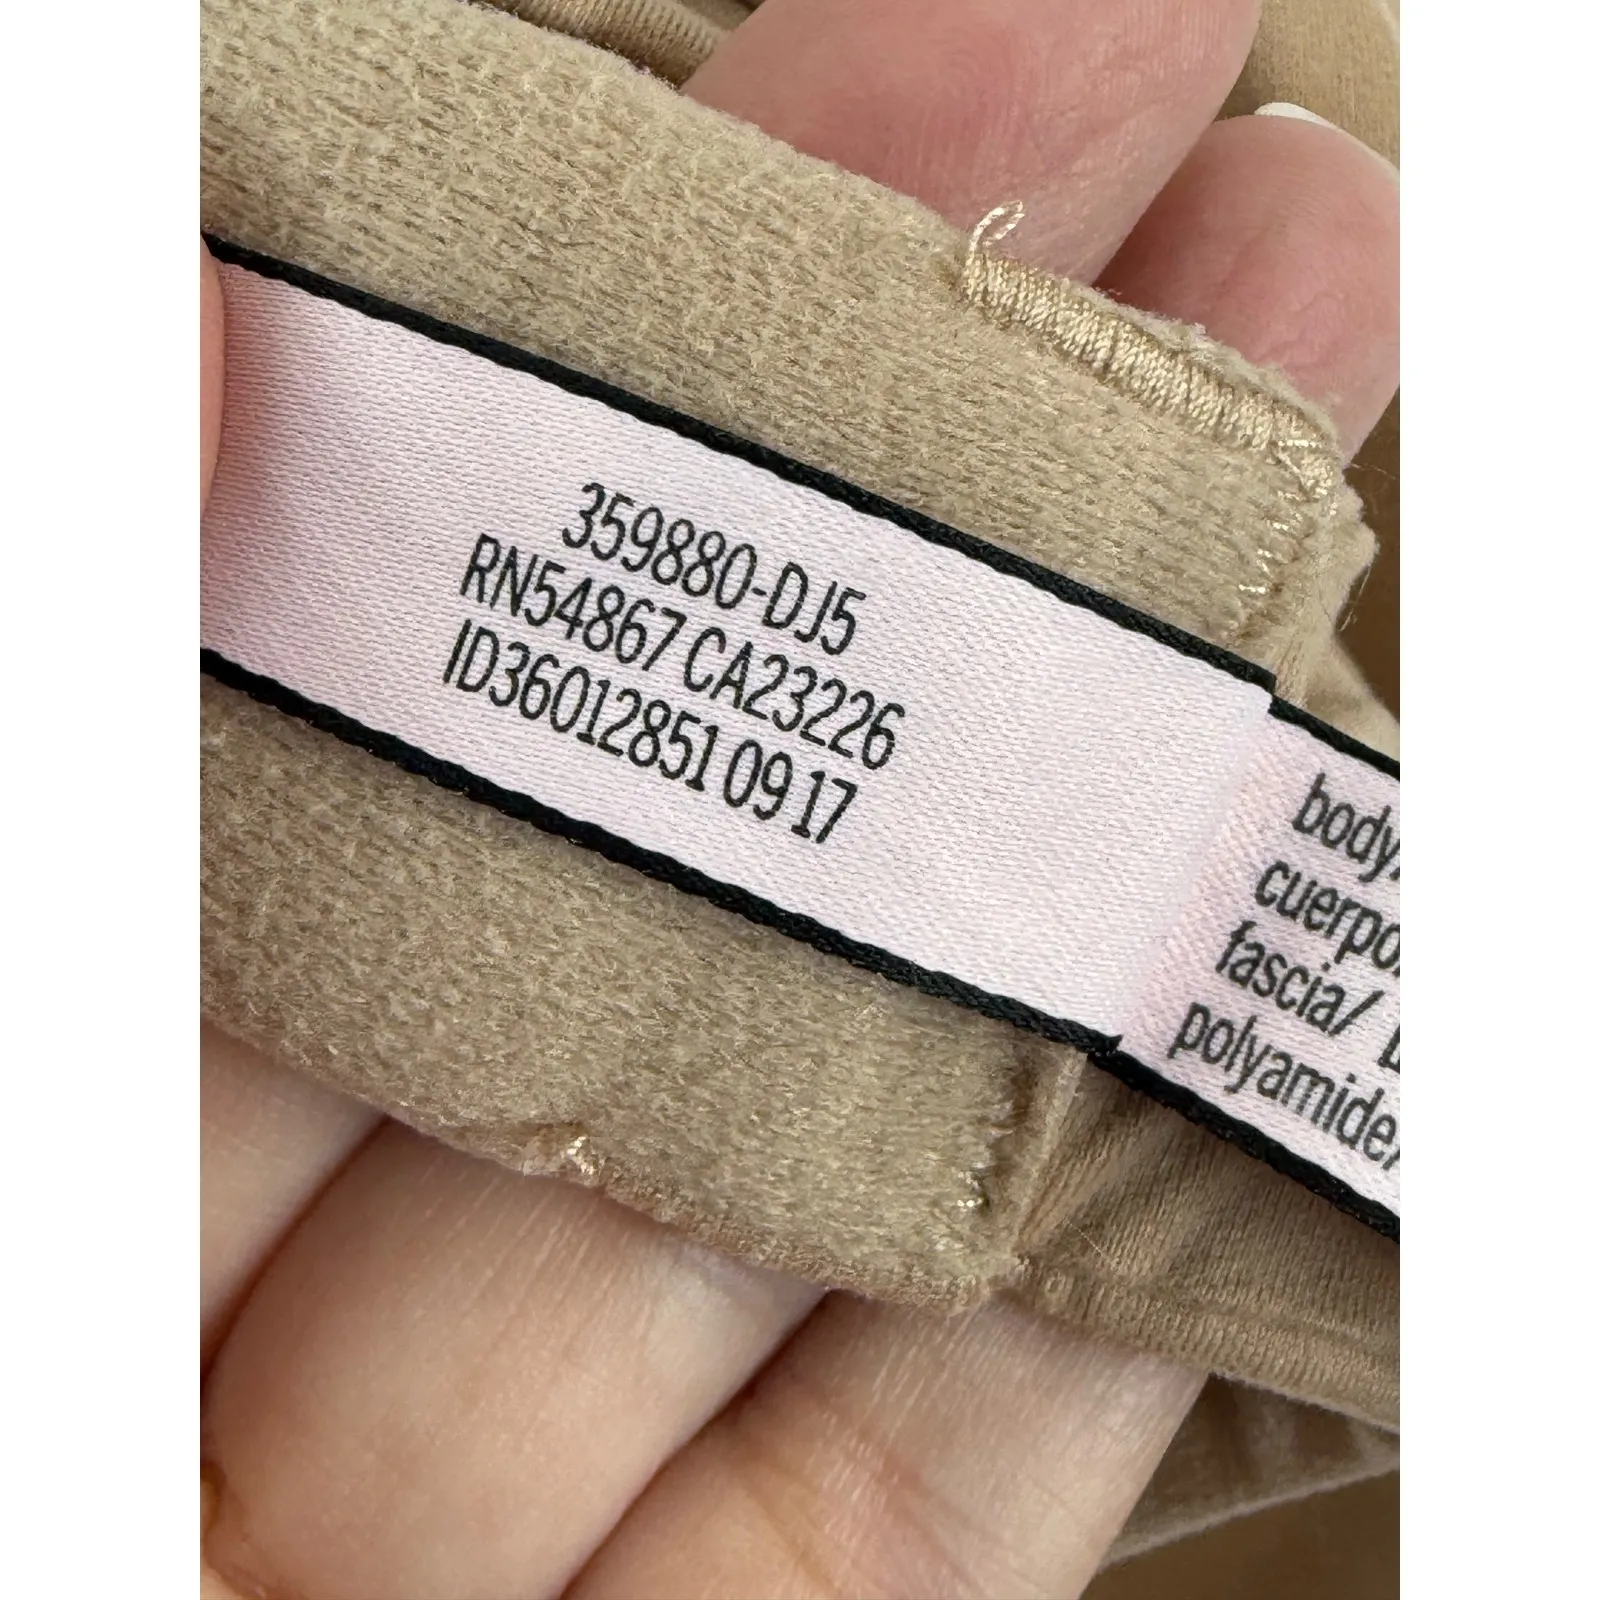 359880-DJ5
RN54867 CA23226
ID36012851 09 17
body/
cuerpo/
fascia/
polyamide/